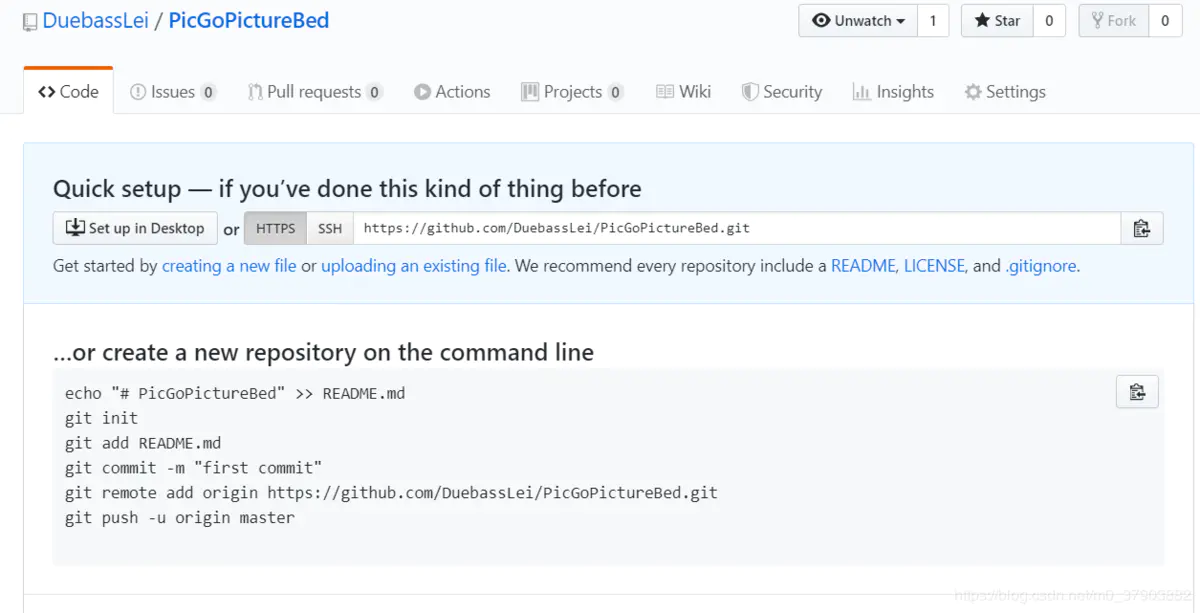 DuebassLei / PicGoPictureBed
Unwatch 1 Star 0 Fork 0
<> Code Issues 0 Pull requests 0 Actions Projects 0 Wiki Security Insights Settings
Quick setup — if you’ve done this kind of thing before
Set up in Desktop or HTTPS SSH https://github.com/DuebassLei/PicGoPictureBed.git
Get started by creating a new file or uploading an existing file. We recommend every repository include a README, LICENSE, and .gitignore.
...or create a new repository on the command line
echo "# PicGoPictureBed" >> README.md
git init
git add README.md
git commit -m "first commit"
git remote add origin https://github.com/DuebassLei/PicGoPictureBed.git
git push -u origin master